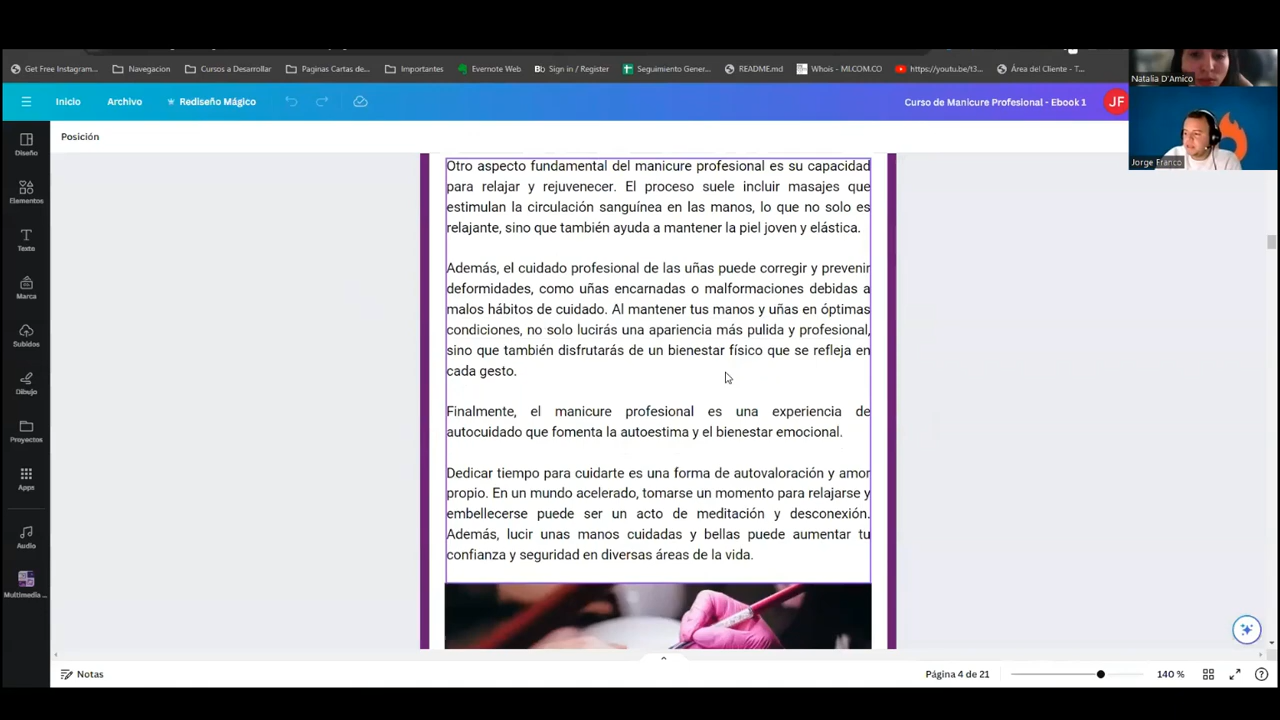 Get Free Instagram...
Navegacion
Cursos a Desarrollar
Paginas Cartas de...
Importantes
Evernote Web
Sign in / Register
Seguimiento Gener...
README.md
Whois - MI.COM.CO
https://youtu.be/t3...
Área del Cliente - T...
Natalia D'Amico
Inicio
Archivo
Rediseño Mágico
Curso de Manicure Profesional - Ebook 1
JF
Jorge Franco
Posición
Diseño
Elementos
Texto
Marca
Subidos
Dibujo
Proyectos
Apps
Audio
Multimedia ...
Otro aspecto fundamental del manicure profesional es su capacidad
para relajar y rejuvenecer. El proceso suele incluir masajes que
estimulan la circulación sanguínea en las manos, lo que no solo es
relajante, sino que también ayuda a mantener la piel joven y elástica.
Además, el cuidado profesional de las uñas puede corregir y prevenir
deformidades, como uñas encarnadas o malformaciones debidas a
malos hábitos de cuidado. Al mantener tus manos y uñas en óptimas
condiciones, no solo lucirás una apariencia más pulida y profesional,
sino que también disfrutarás de un bienestar físico que se refleja en
cada gesto.
Finalmente, el manicure profesional es una experiencia de
autocuidado que fomenta la autoestima y el bienestar emocional.
Dedicar tiempo para cuidarte es una forma de autovaloración y amor
propio. En un mundo acelerado, tomarse un momento para relajarse y
embellecerse puede ser un acto de meditación y desconexión.
Además, lucir unas manos cuidadas y bellas puede aumentar tu
confianza y seguridad en diversas áreas de la vida.
Notas
Página 4 de 21
140 %